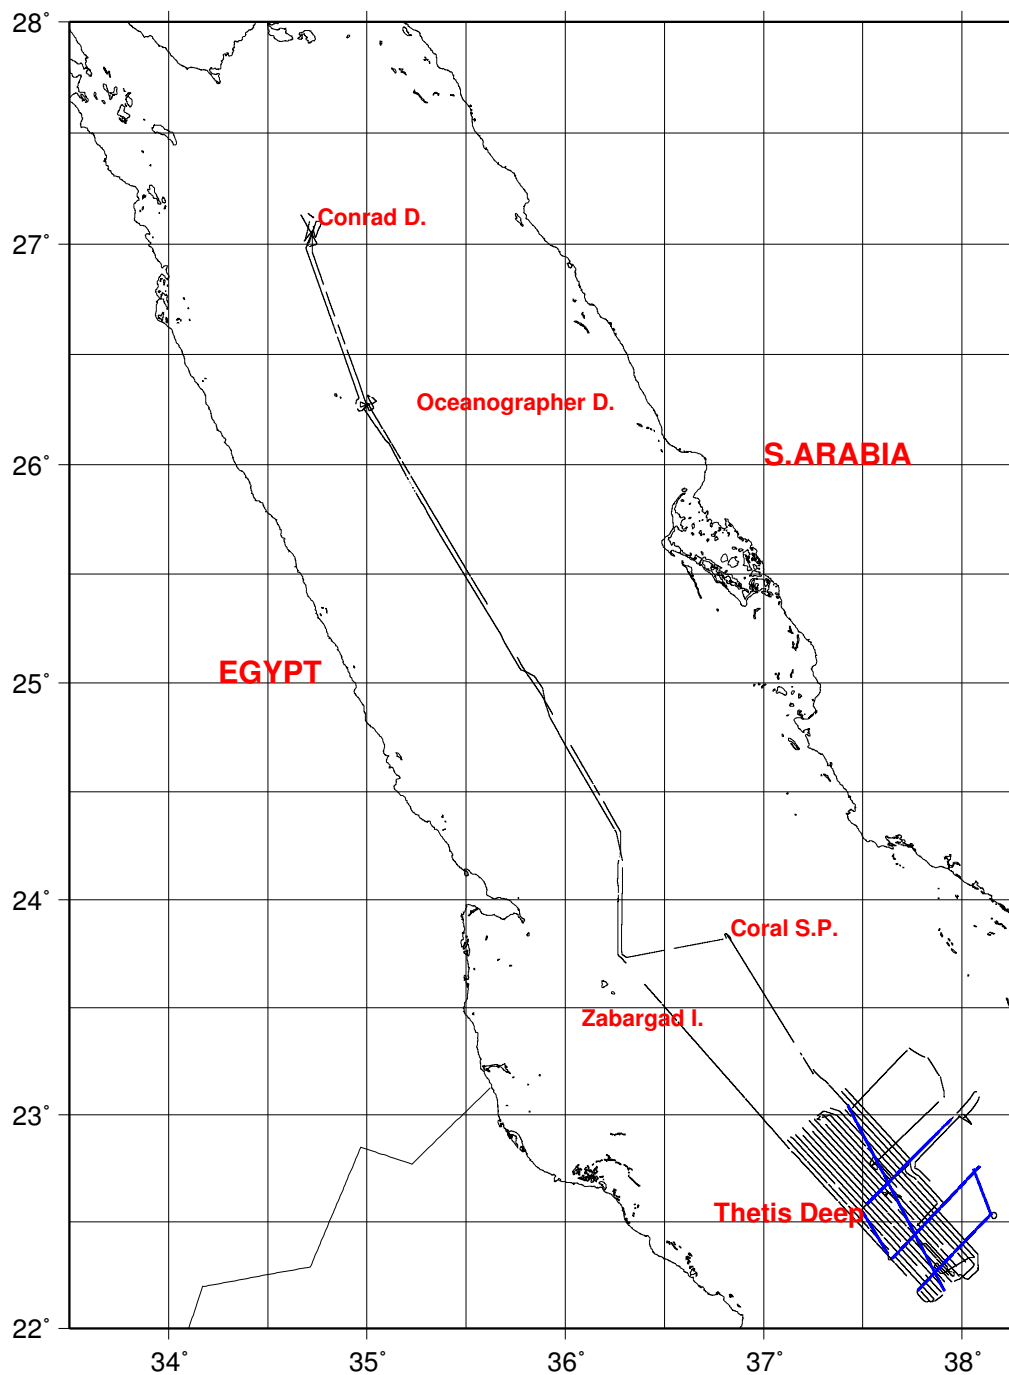 28°
Conrad D.
27°
Oceanographer D.
S.ARABIA
26°
EGYPT
25°
24°
Coral S.P.
Zabargad I.
23°
Thetis Deep
22°
34° 35° 36° 37° 38°